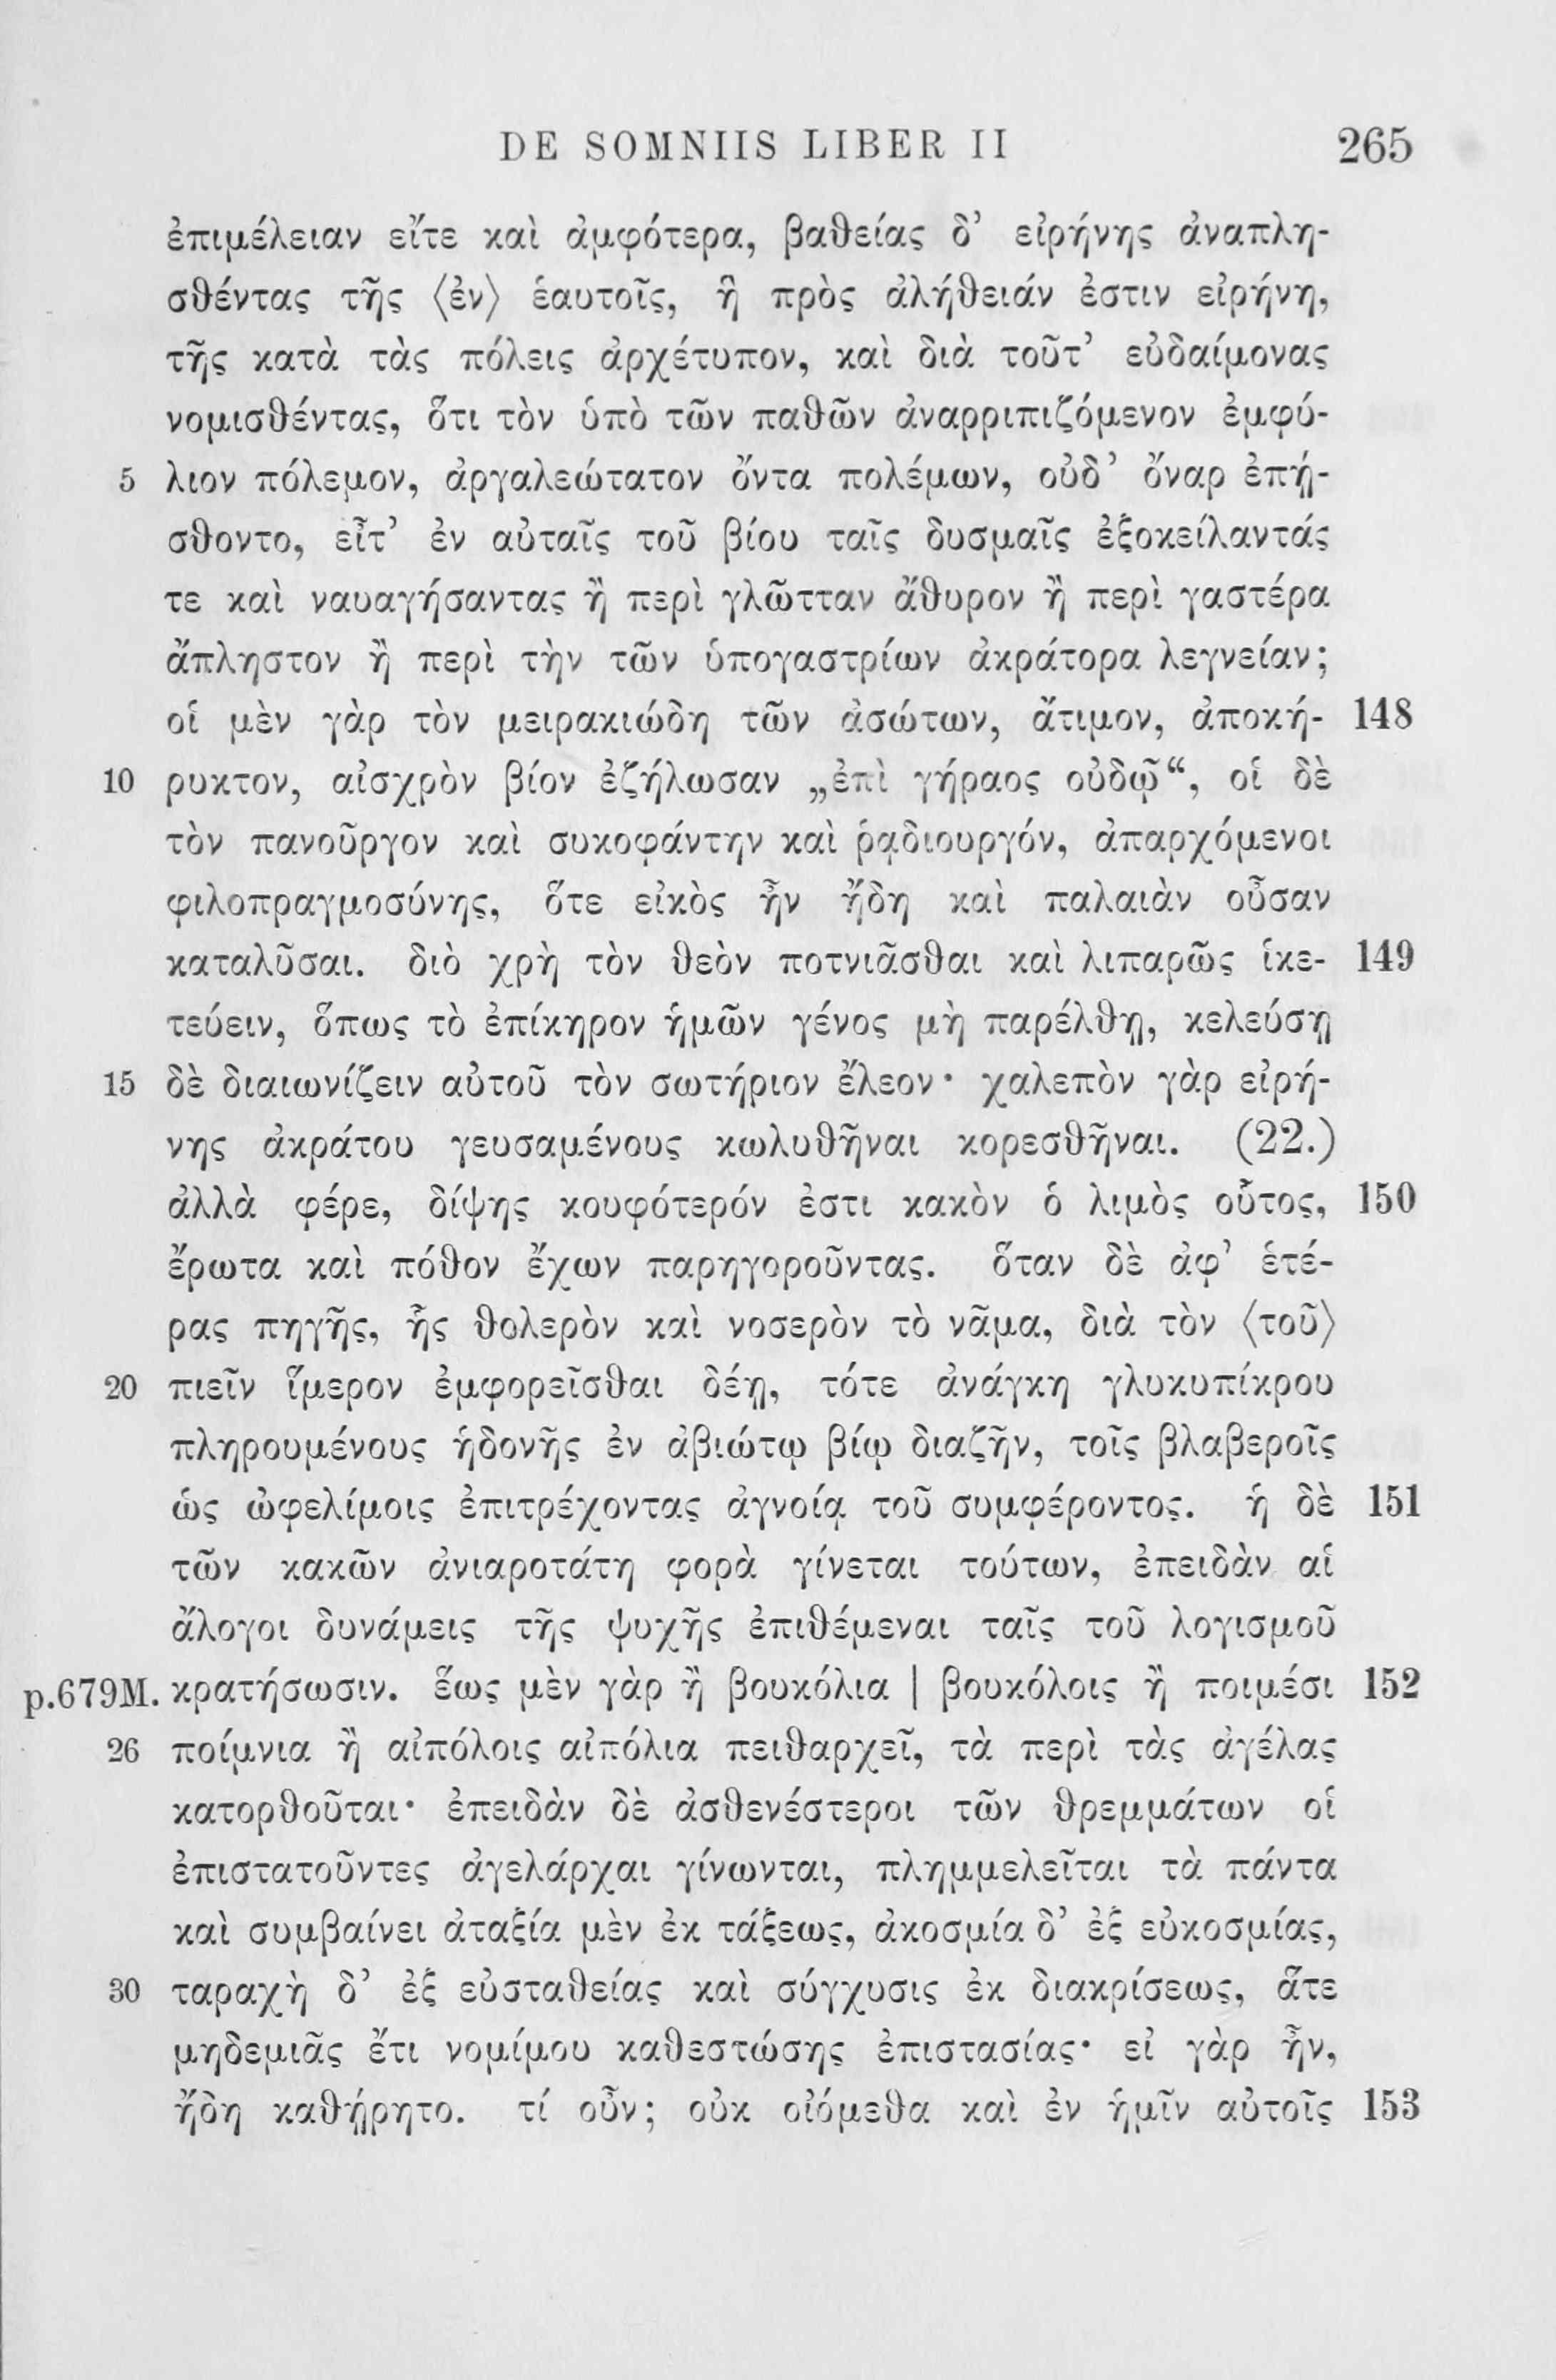 DE SOMNIIS LIBER II 265
ἐπιμέλειαν εἴτε καὶ ἀμφότερα, βαθείας δ’ εἰρήνης ἀναπλη-
σθέντας τῆς ⟨ἐν⟩ ἑαυτοῖς, ἣ πρὸς ἀλήθειάν ἐστιν εἰρήνη,
τῆς κατὰ τὰς πόλεις ἀρχέτυπον, καὶ διὰ τοῦτ’ εὐδαίμονας
νομισθέντας, ὅτι τὸν ὑπὸ τῶν παθῶν ἀναρριπιζόμενον ἐμφύ-
5 λιον πόλεμον, ἀργαλεώτατον ὄντα πολέμων, οὐδ’ ὄναρ ἐπῄ-
σθοντο, εἶτ’ ἐν αὐταῖς τοῦ βίου ταῖς δυσμαῖς ἐξοκείλαντάς
τε καὶ ναυαγήσαντας ἢ περὶ γλῶτταν ἄθυρον ἢ περὶ γαστέρα
ἄπληστον ἢ περὶ τὴν τῶν ὑπογαστρίων ἀκράτορα λεγνείαν;
οἱ μὲν γὰρ τὸν μειρακιώδη τῶν ἀσώτων, ἄτιμον, ἀποκή- 148
10 ρυκτον, αἰσχρὸν βίον ἐζήλωσαν „ἐπὶ γήραος οὐδῷ“, οἱ δὲ
τὸν πανοῦργον καὶ συκοφάντην καὶ ῥᾳδιουργόν, ἀπαρχόμενοι
φιλοπραγμοσύνης, ὅτε εἰκὸς ἦν ἤδη καὶ παλαιὰν οὖσαν
καταλῦσαι. διὸ χρὴ τὸν θεὸν ποτνιᾶσθαι καὶ λιπαρῶς ἱκε- 149
τεύειν, ὅπως τὸ ἐπίκηρον ἡμῶν γένος μὴ παρέλθῃ, κελεύσῃ
15 δὲ διαιωνίζειν αὐτοῦ τὸν σωτήριον ἔλεον· χαλεπὸν γὰρ εἰρή-
νης ἀκράτου γευσαμένους κωλυθῆναι κορεσθῆναι. (22.)
ἀλλὰ φέρε, δίψης κουφότερόν ἐστι κακὸν ὁ λιμὸς οὗτος, 150
ἔρωτα καὶ πόθον ἔχων παρηγοροῦντας. ὅταν δὲ ἀφ’ ἑτέ-
ρας πηγῆς, ἧς θολερὸν καὶ νοσερὸν τὸ νᾶμα, διὰ τὸν ⟨τοῦ⟩
20 πιεῖν ἵμερον ἐμφορεῖσθαι δέῃ, τότε ἀνάγκη γλυκυπίκρου
πληρουμένους ἡδονῆς ἐν ἀβιώτῳ βίῳ διαζῆν, τοῖς βλαβεροῖς
ὡς ὠφελίμοις ἐπιτρέχοντας ἀγνοίᾳ τοῦ συμφέροντος. ἡ δὲ 151
τῶν κακῶν ἀνιαροτάτη φορὰ γίνεται τούτων, ἐπειδὰν αἱ
ἄλογοι δυνάμεις τῆς ψυχῆς ἐπιθέμεναι ταῖς τοῦ λογισμοῦ
p.679M. κρατήσωσιν. ἕως μὲν γὰρ ἢ βουκόλια | βουκόλοις ἢ ποιμέσι 152
26 ποίμνια ἢ αἰπόλοις αἰπόλια πειθαρχεῖ, τὰ περὶ τὰς ἀγέλας
κατορθοῦται· ἐπειδὰν δὲ ἀσθενέστεροι τῶν θρεμμάτων οἱ
ἐπιστατοῦντες ἀγελάρχαι γίνωνται, πλημμελεῖται τὰ πάντα
καὶ συμβαίνει ἀταξία μὲν ἐκ τάξεως, ἀκοσμία δ’ ἐξ εὐκοσμίας,
30 ταραχὴ δ’ ἐξ εὐσταθείας καὶ σύγχυσις ἐκ διακρίσεως, ἅτε
μηδεμιᾶς ἔτι νομίμου καθεστώσης ἐπιστασίας· εἰ γὰρ ἦν,
ἤδη καθῄρητο. τί οὖν; οὐκ οἰόμεθα καὶ ἐν ἡμῖν αὐτοῖς 153